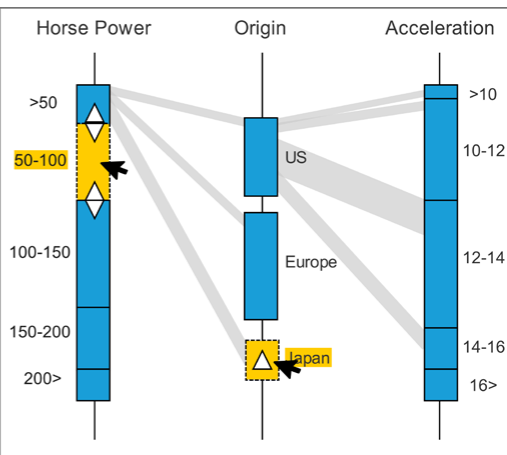 Horse Power
Origin
Acceleration
>50
50-100
100-150
150-200
200>
US
Europe
Japan
>10
10-12
12-14
14-16
16>